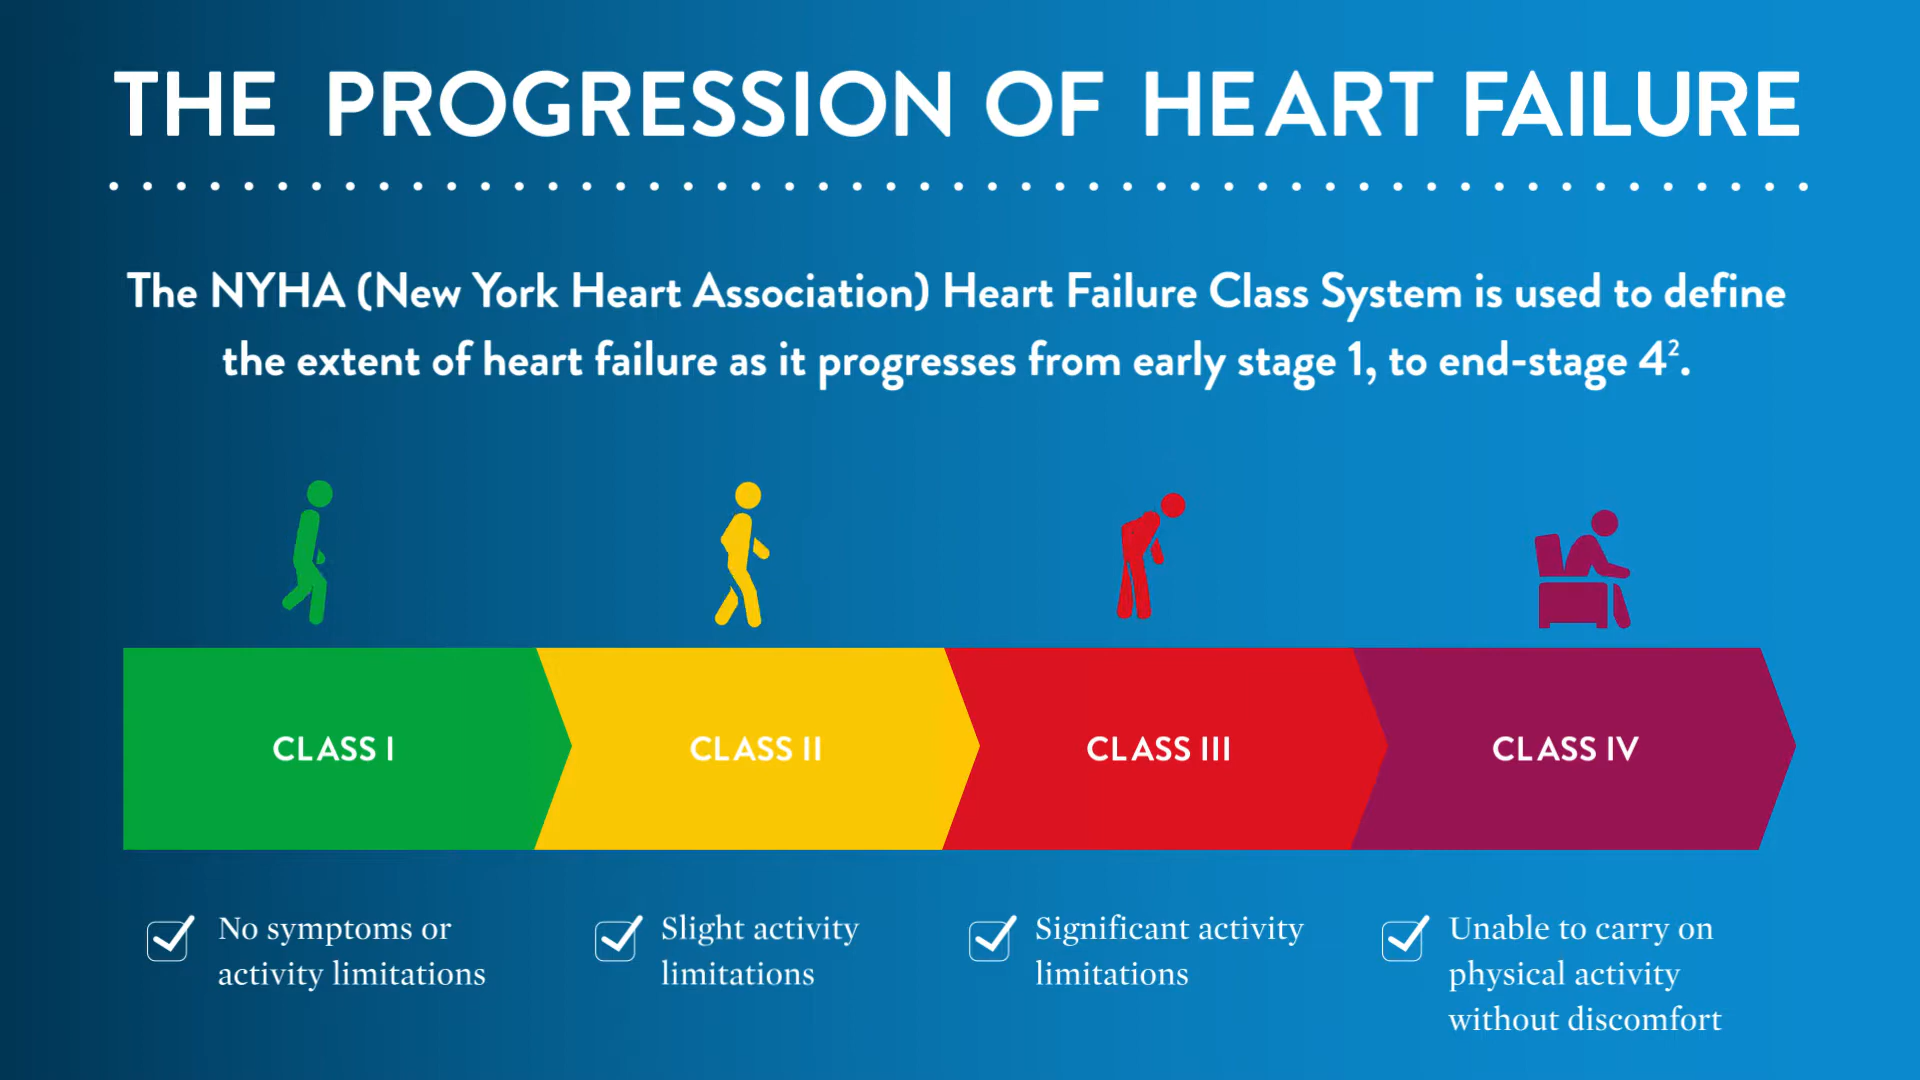 THE PROGRESSION OF HEART FAILURE
The NYHA (New York Heart Association) Heart Failure Class System is used to define
the extent of heart failure as it progresses from early stage 1, to end-stage 4².
CLASS I
CLASS II
CLASS III
CLASS IV
No symptoms or
activity limitations
Slight activity
limitations
Significant activity
limitations
Unable to carry on
physical activity
without discomfort